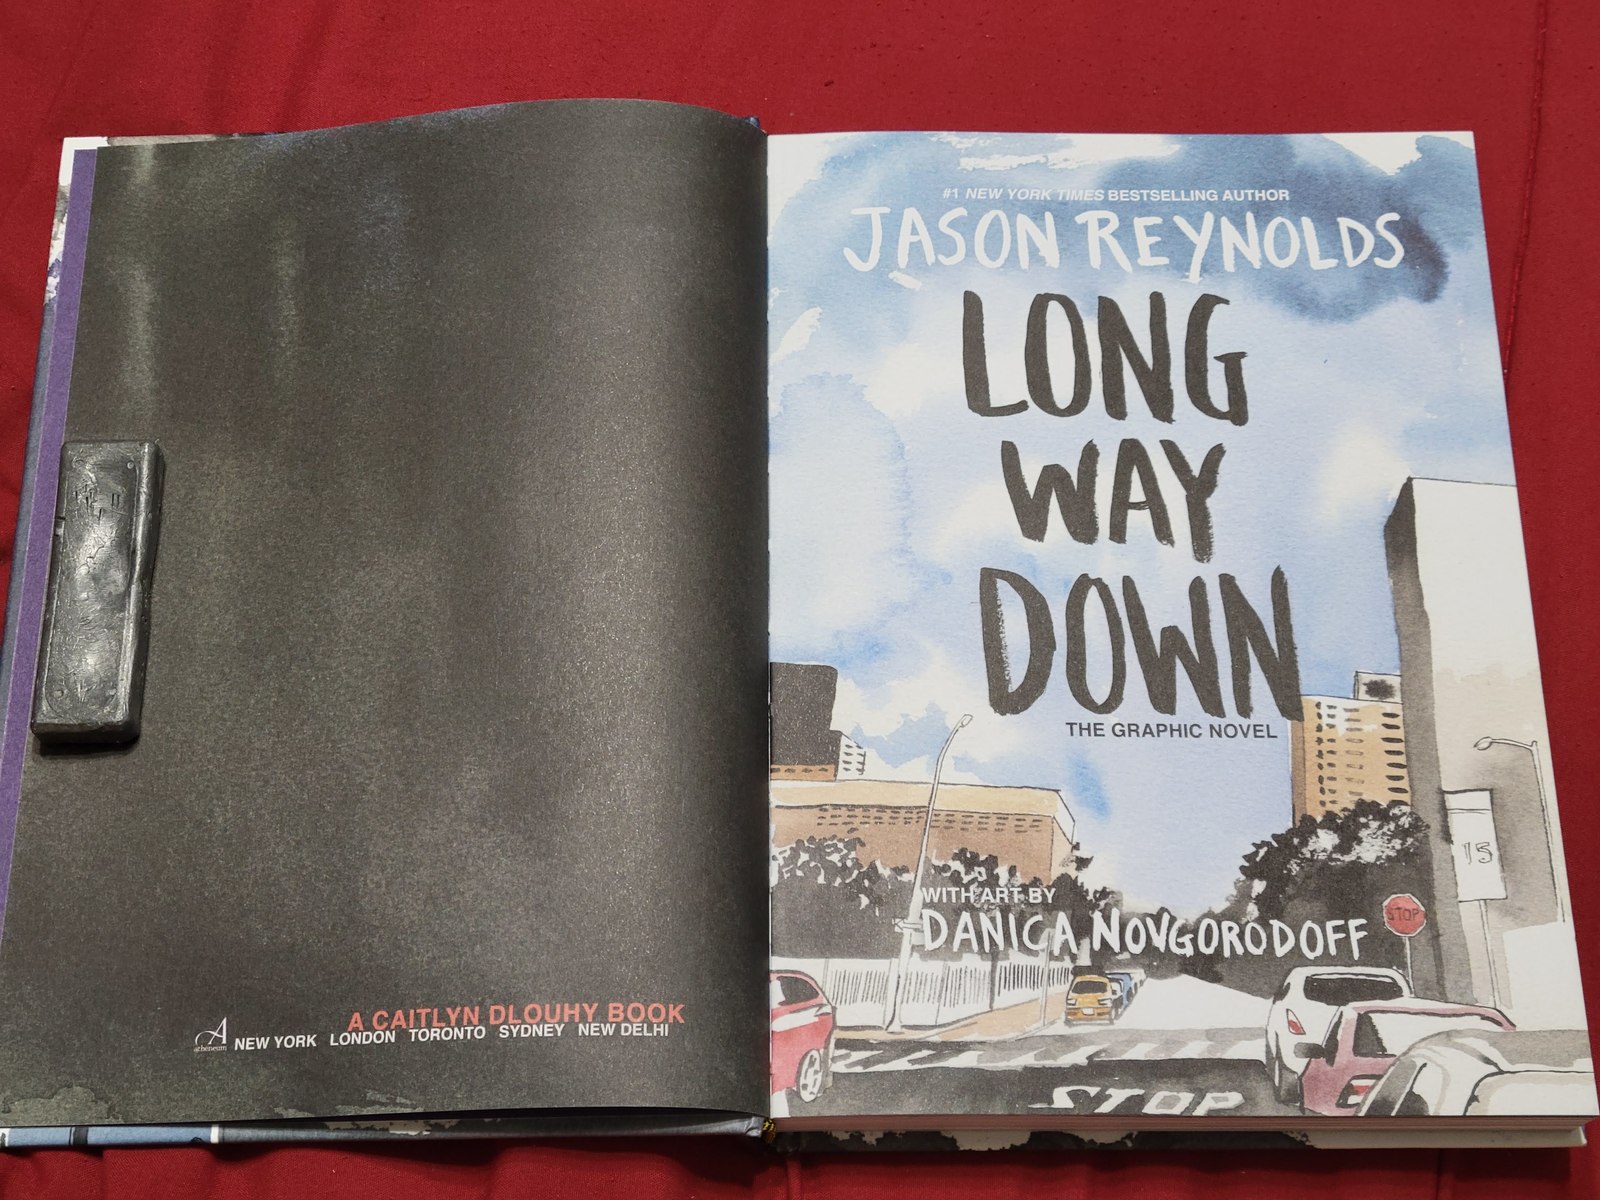 A CAITLYN DLOUHY BOOK
A
atheneum
NEW YORK LONDON TORONTO SYDNEY NEW DELHI
#1 NEW YORK TIMES BESTSELLING AUTHOR
JASON REYNOLDS
LONG
WAY
DOWN
THE GRAPHIC NOVEL
15
WITH ART BY
DANICA NOVGORODOFF
STOP
STOP